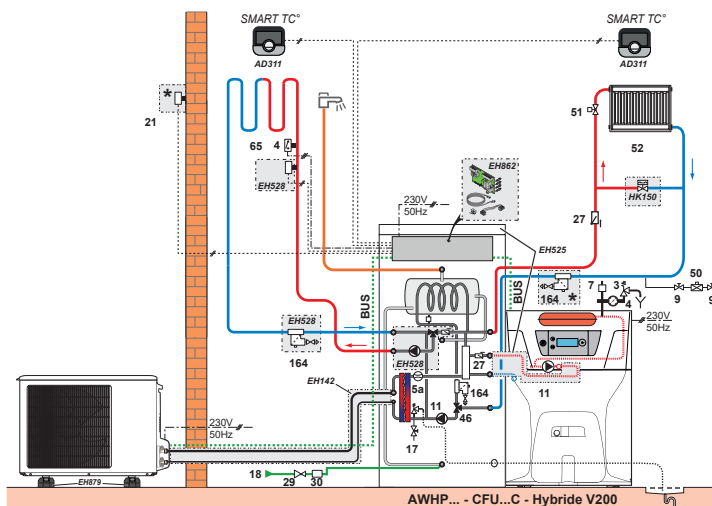 SMART TC°
AD311
SMART TC°
AD311
*
21
65
4
EH528
EH862
230V
50Hz
51
52
HK150
27
EH525
BUS
BUS
164
*
7
3
4
9
50
9
230V
50Hz
EH528
164
EH528
27
EH142
5a
11
164
46
17
11
230V
50Hz
18
29
30
EH879
AWHP... - CFU...C - Hybride V200